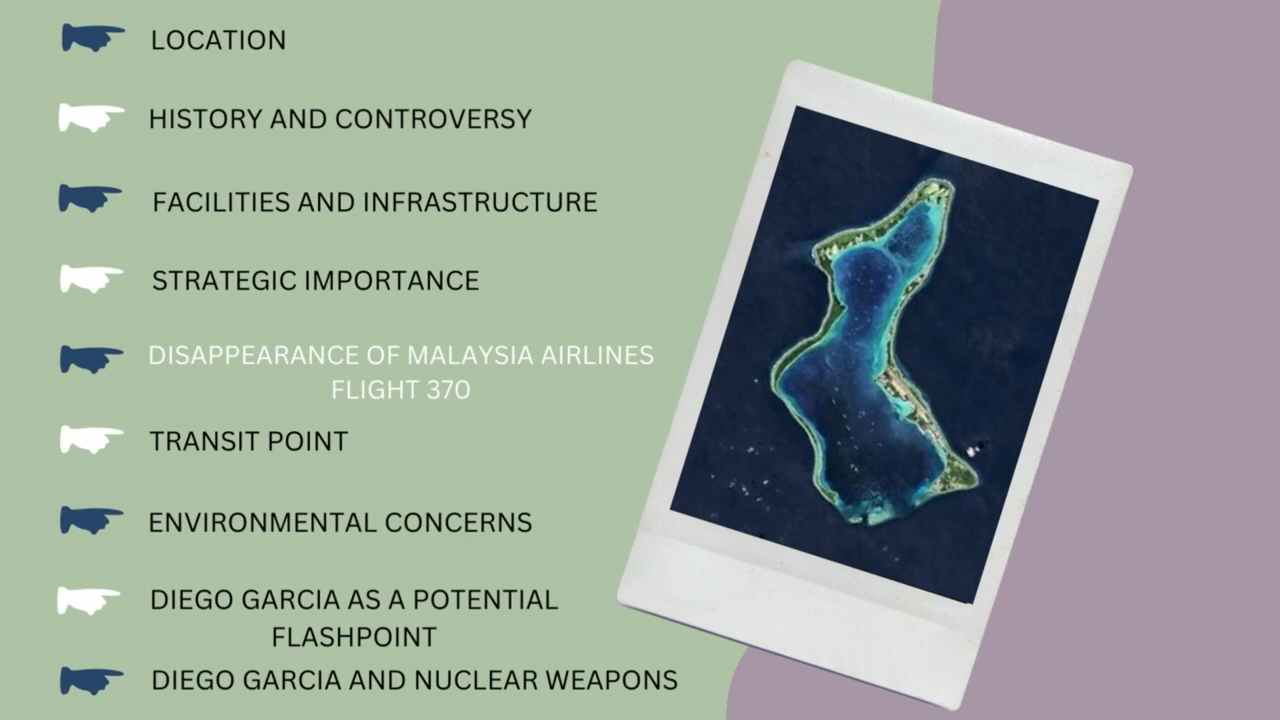 LOCATION
HISTORY AND CONTROVERSY
FACILITIES AND INFRASTRUCTURE
STRATEGIC IMPORTANCE
DISAPPEARANCE OF MALAYSIA AIRLINES
FLIGHT 370
TRANSIT POINT
ENVIRONMENTAL CONCERNS
DIEGO GARCIA AS A POTENTIAL
FLASHPOINT
DIEGO GARCIA AND NUCLEAR WEAPONS